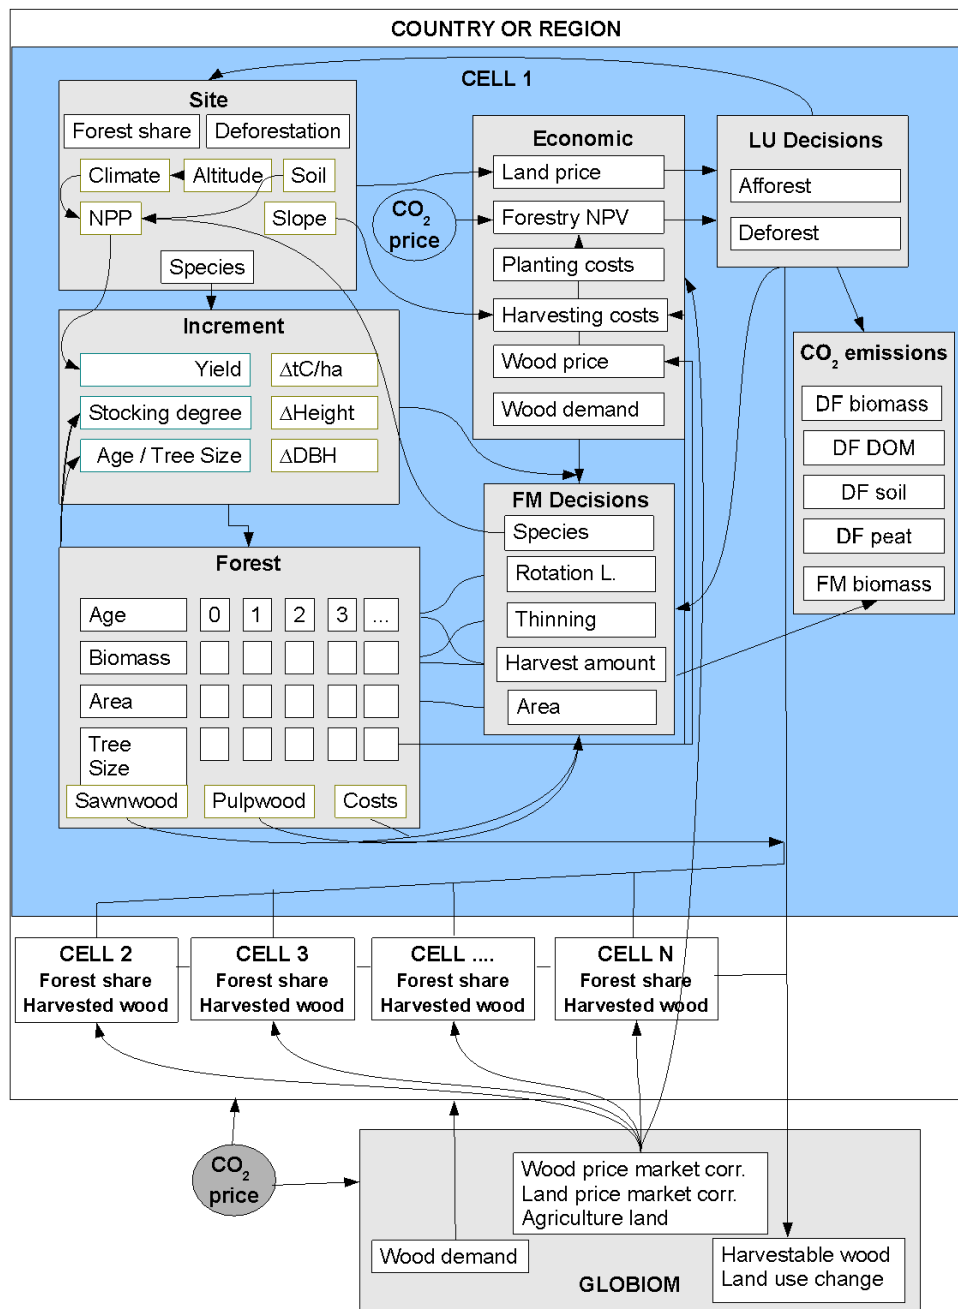 COUNTRY OR REGION
CELL 1
Site
Forest share
Deforestation
Climate
Altitude
Soil
NPP
Slope
Species
Economic
Land price
CO2
price
Forestry NPV
Planting costs
Harvesting costs
Wood price
Wood demand
LU Decisions
Afforest
Deforest
Increment
Yield
ΔtC/ha
Stocking degree
ΔHeight
Age / Tree Size
ΔDBH
CO2 emissions
DF biomass
DF DOM
DF soil
DF peat
FM biomass
FM Decisions
Species
Rotation L.
Thinning
Harvest amount
Area
Forest
Age
0
1
2
3
...
Biomass
Area
Tree
Size
Sawnwood
Pulpwood
Costs
CELL 2
Forest share
Harvested wood
CELL 3
Forest share
Harvested wood
CELL ....
Forest share
Harvested wood
CELL N
Forest share
Harvested wood
CO2
price
Wood price market corr.
Land price market corr.
Agriculture land
Wood demand
Harvestable wood
Land use change
GLOBIOM